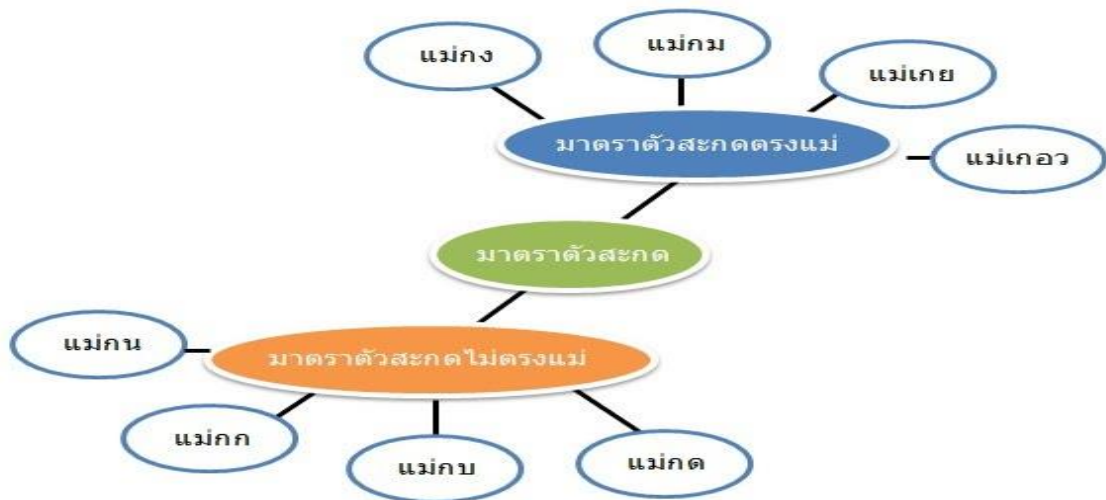 แม่กง
แม่กม
แม่เกย
มาตราตัวสะกดตรงแม่
แม่เกอว
มาตราตัวสะกด
แม่กน
มาตราตัวสะกดไม่ตรงแม่
แม่กก
แม่กบ
แม่กด